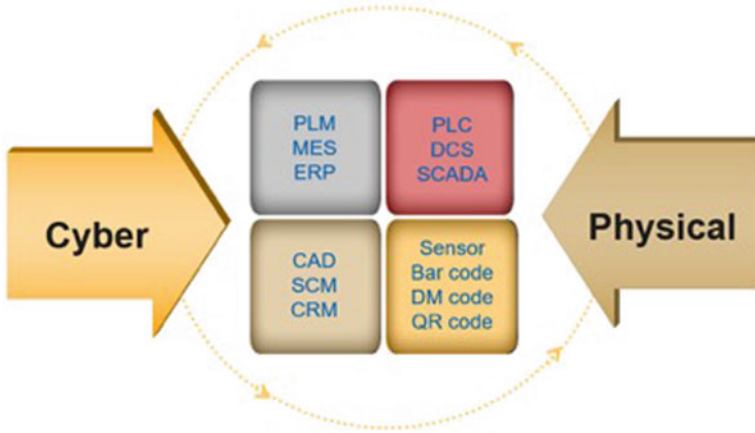 Cyber
PLM
MES
ERP
PLC
DCS
SCADA
CAD
SCM
CRM
Sensor
Bar code
DM code
QR code
Physical